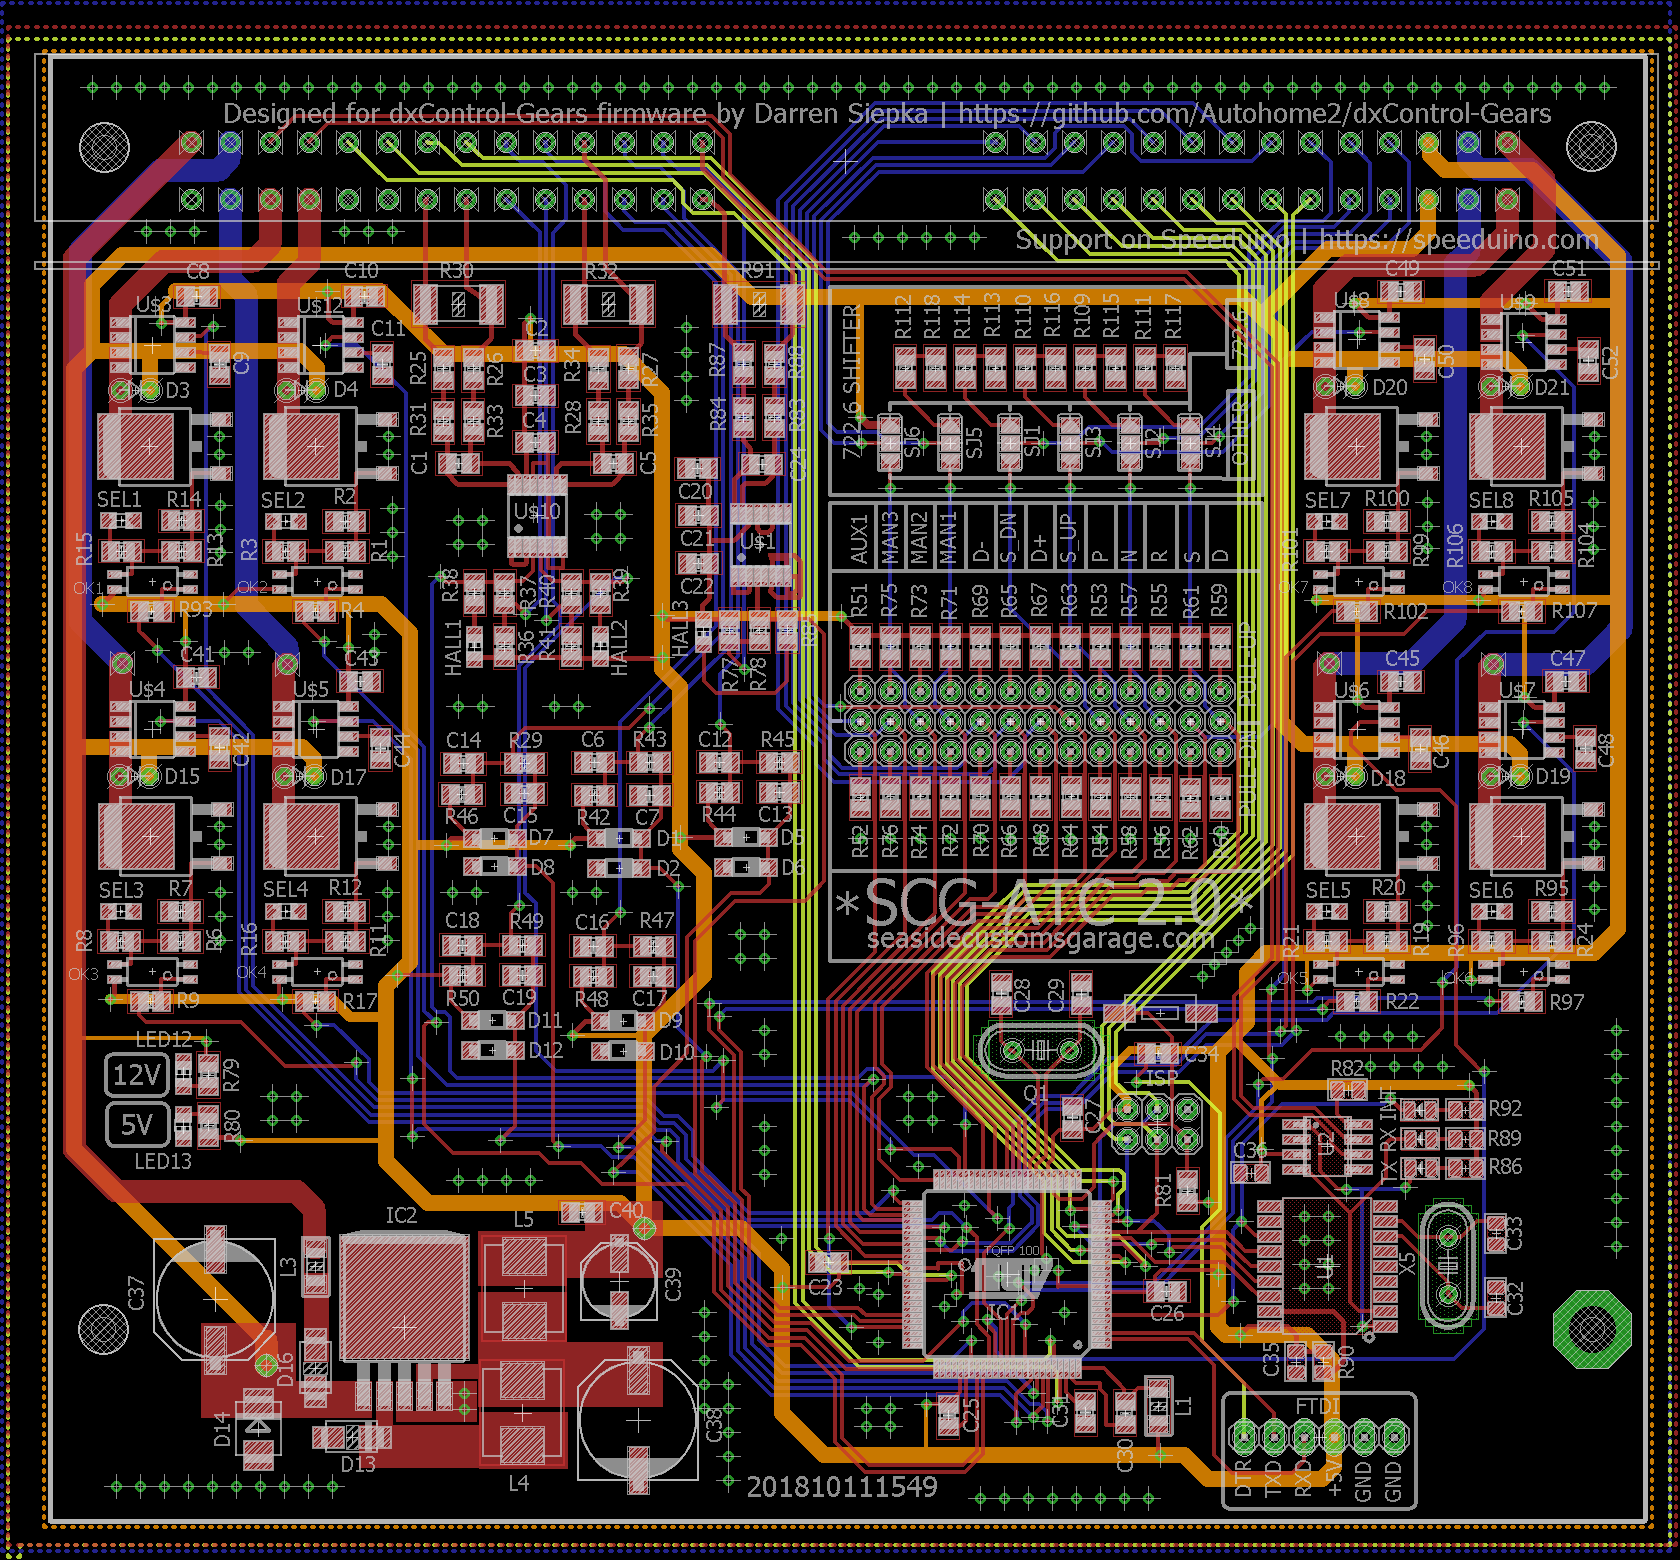 Designed for dxControl-Gears firmware by Darren Siepka | https://github.com/Autohome2/dxControl-Gears
Support on Speeduino | https://speeduino.com
C8 C10 R30 R32 R91 C49 C51
U$3 U$12 C11 C2 U$8 U$9
R112 R118 R114 R113 R110 R116 R109 R115 R111 R117
722.6 SHIFTER
722.6
C9 R25 R26 C3 R34 R27 R87 C50 C52
D3 D4 D20 D21
R31 R33 C4 R28 R35 R84
SJ6 SJ5 SJ1 SJ3 SJ2 SJ4
OTHER
C1 C5 C20 C24
SEL1 R14 SEL2 R2 U$10 SEL7 R100 SEL8 R105
AUX1 MAN3 MAN2 MAN1 D- S_DN D+ S_UP P N R S D
R15 R13 R3 R1 C21 U$1 R101 R99 R106 R104
OK1 OK2 C22 OK7 OK8
R93 R4 R38 R37 R40 R39 R102 R107
R51 R75 R73 R71 R69 R65 R67 R63 R53 R57 R55 R61 R59
HALL1 R36 R41 HALL2 HALL3 R77 R78
PULL-UP
C41 C43 C45 C47
U$4 U$5 U$6 U$7
C42 C44 C14 R29 C6 R43 C12 R45 C46 C48
D15 D17 D18 D19
PULL-DN
R46 C15 R42 C7 R44 C13
D7 D1 D5
R52 R76 R74 R72 R70 R66 R68 R64 R54 R58 R56 R62
D8 D2 D6
SEL3 R7 SEL4 R12 SEL5 R20 SEL6 R95
*SCG-ATC 2.0*
seasidecustomsgarage.com
R8 R6 R16 R11 C18 R49 C16 R47 R21 R19 R96 R24
OK3 OK4 OK5 OK6
R9 R17 R50 C19 R48 C17 C28 C29 R22 R97
D11 D9
LED12 D12 D10 C34
12V R79 Q1 ISP R82
5V R80 C27 TX RX INT R92
R89
LED13 C36 U2 R86
IC2 L5 C40 R81
C37 L3 C39 TQFP 100 U1 X5 C33
C23 IC1 C26 C32
D16 C35 R90
D14 D13 L4 C38 C25 C31 C30 L1 FTDI
201810111549
DTR TXD RXD +5V GND GND